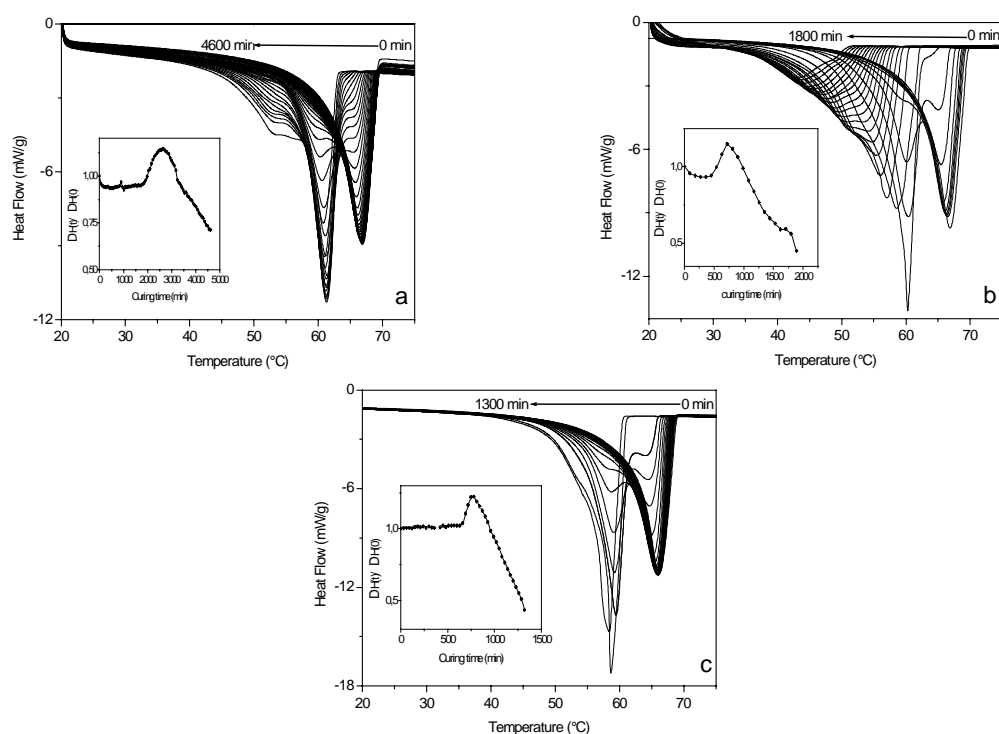 0
4600 min
0 min
-3
Heat Flow (mW/g)
-6
-12
DH(t)/ DH(0)
1,00
0,75
0,50
0 1000 2000 3000 4000 5000
Curing time (min)
a
20 30 40 50 60 70
Temperature (°C)
0
1800 min
0 min
-6
Heat Flow (mW/g)
-12
DH(t)/ DH(0)
1,0
0,5
0 500 1000 1500 2000
curing time (min)
b
20 30 40 50 60 70
Temperature (°C)
0
1300 min
0 min
-6
Heat Flow (mW/g)
-12
-18
DH(t)/ DH(0)
1,0
0,5
0 500 1000 1500
Curing time (min)
c
20 30 40 50 60 70
Temperature (°C)